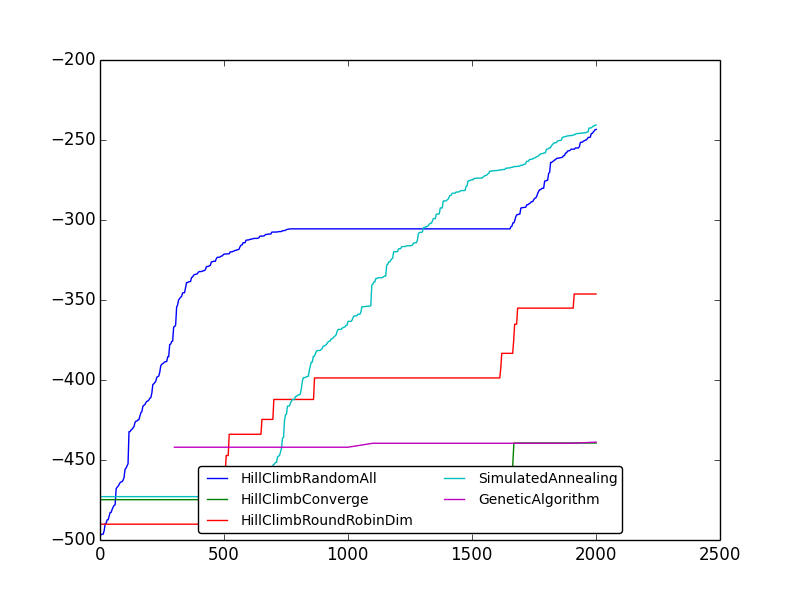 −200
−250
−300
−350
−400
−450
−500
0 500 1000 1500 2000 2500
HillClimbRandomAll SimulatedAnnealing
HillClimbConverge GeneticAlgorithm
HillClimbRoundRobinDim